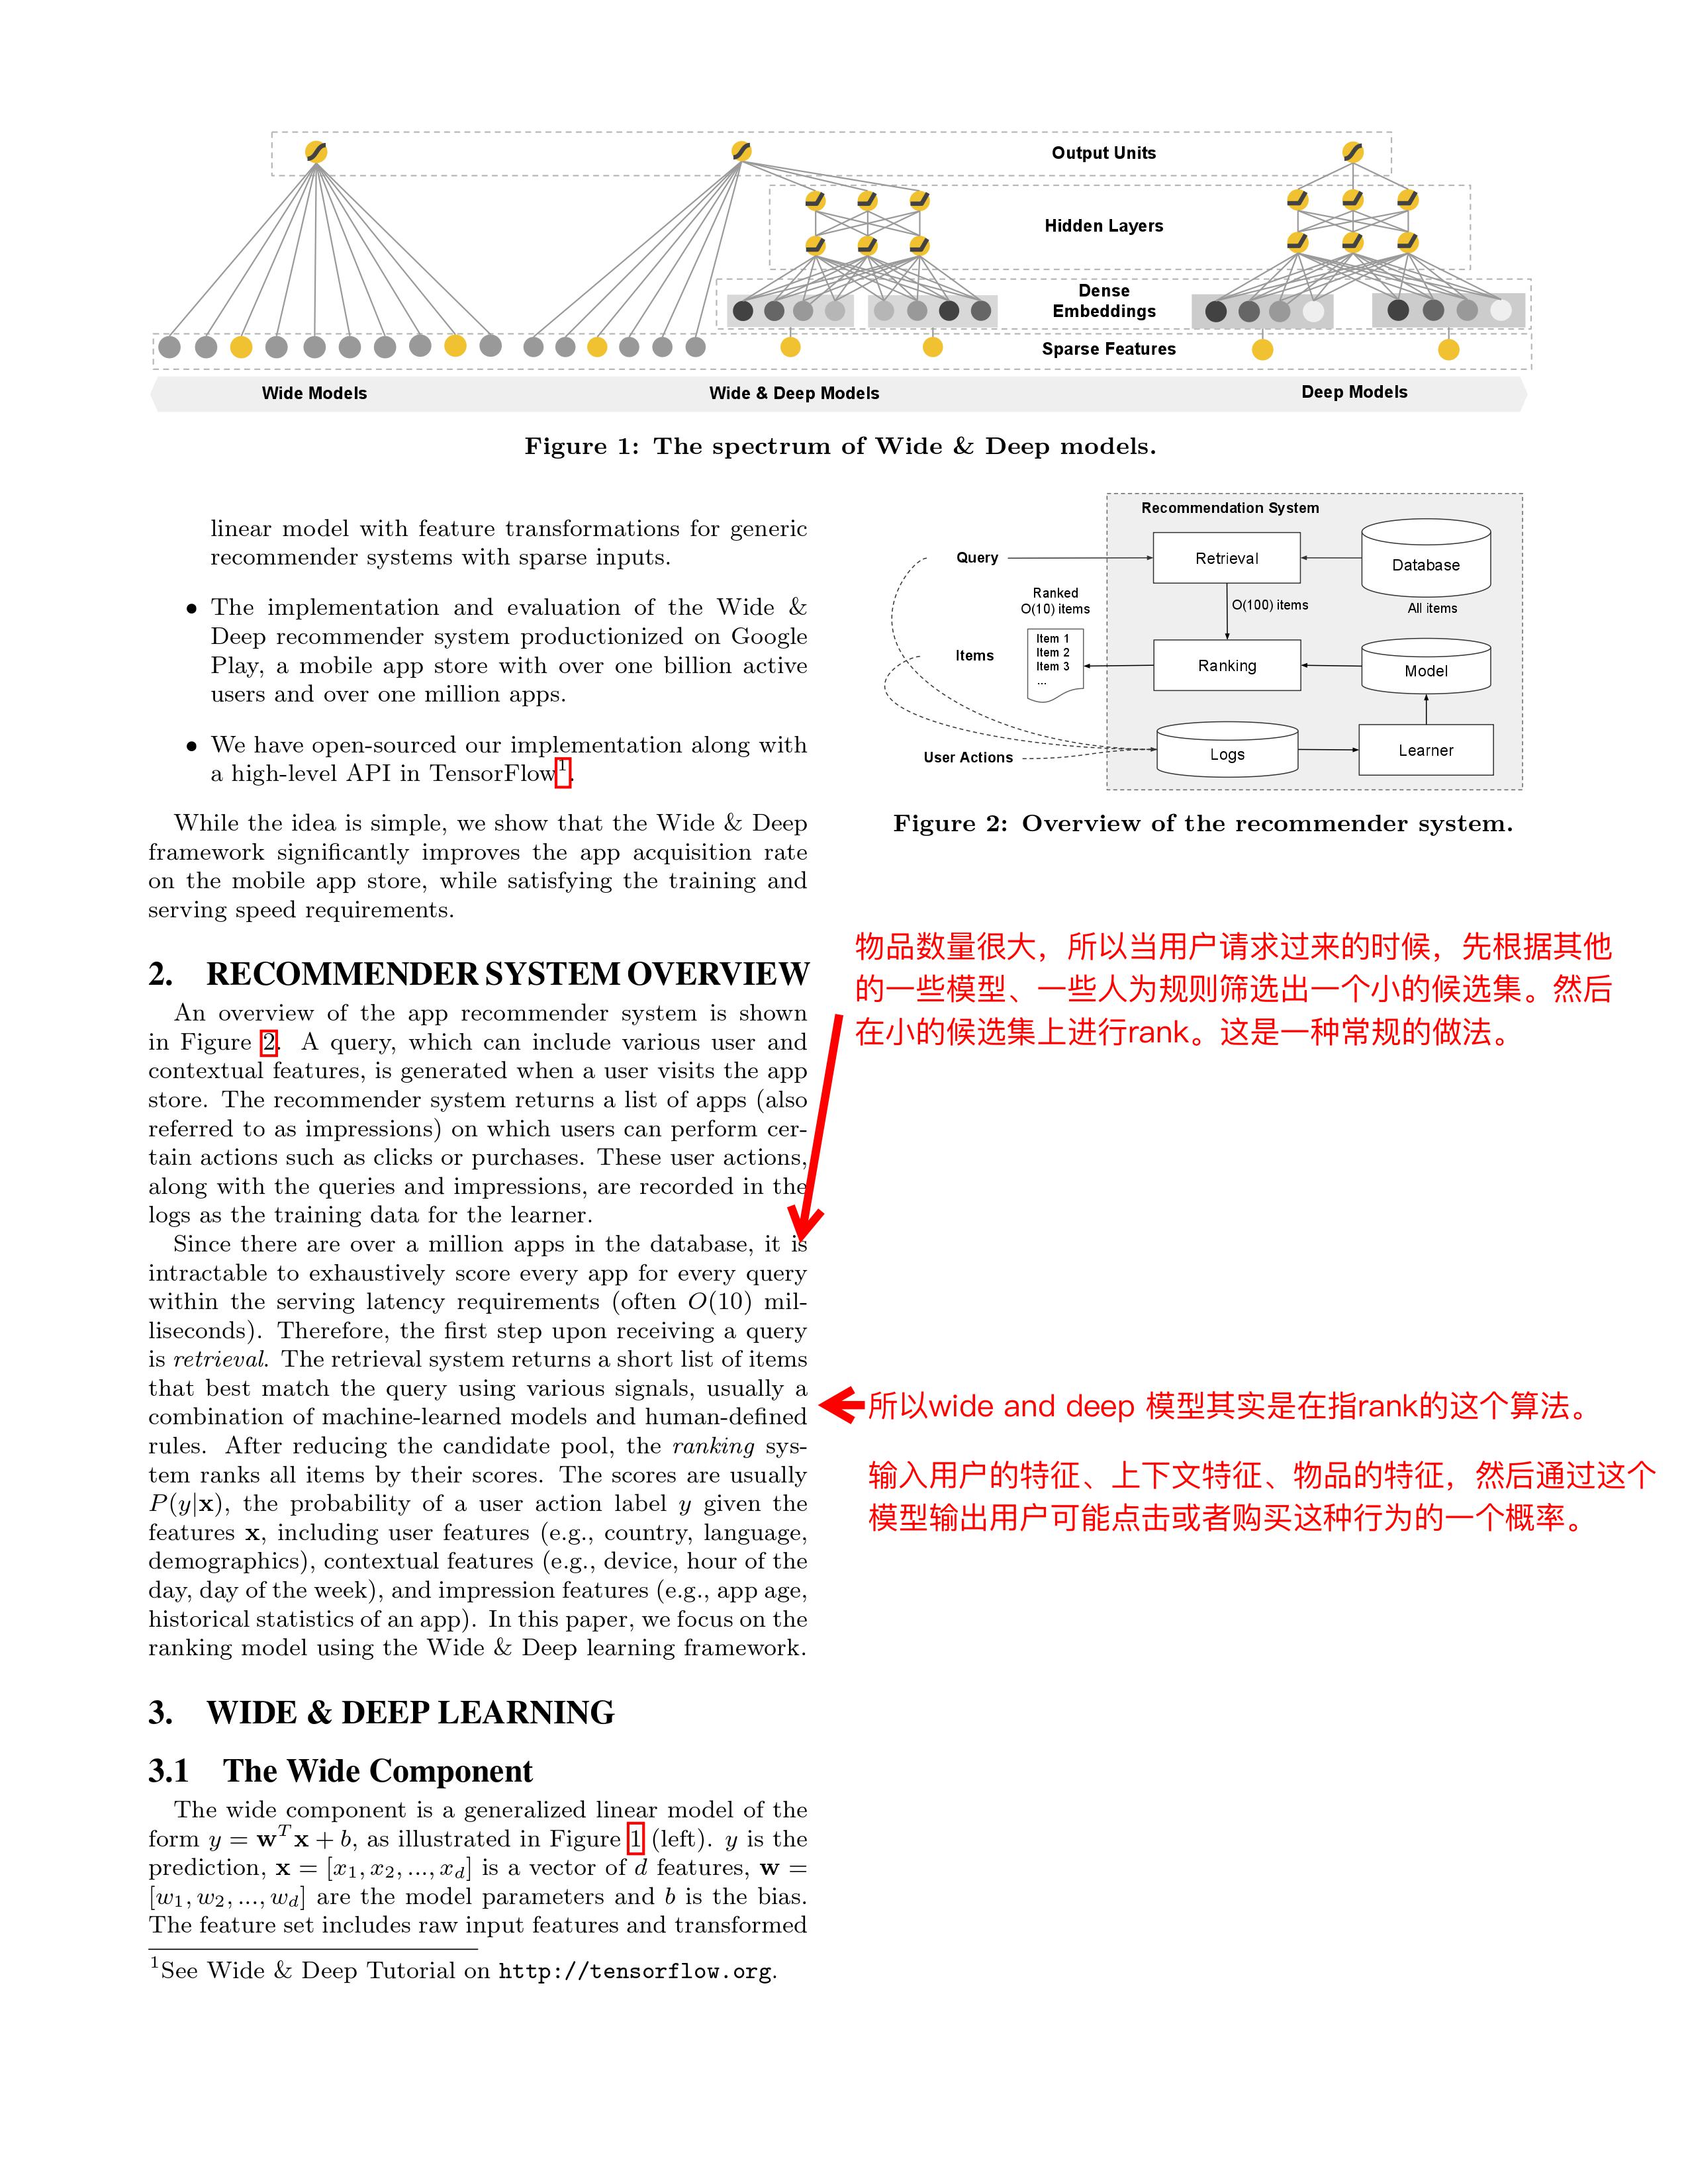 Output Units
Hidden Layers
Dense
Embeddings
Sparse Features
Wide Models
Wide & Deep Models
Deep Models
Figure 1: The spectrum of Wide & Deep models.
linear model with feature transformations for generic
recommender systems with sparse inputs.
• The implementation and evaluation of the Wide &
Deep recommender system productionized on Google
Play, a mobile app store with over one billion active
users and over one million apps.
• We have open-sourced our implementation along with
a high-level API in TensorFlow1.
While the idea is simple, we show that the Wide & Deep
framework significantly improves the app acquisition rate
on the mobile app store, while satisfying the training and
serving speed requirements.
2. RECOMMENDER SYSTEM OVERVIEW
An overview of the app recommender system is shown
in Figure 2. A query, which can include various user and
contextual features, is generated when a user visits the app
store. The recommender system returns a list of apps (also
referred to as impressions) on which users can perform cer-
tain actions such as clicks or purchases. These user actions,
along with the queries and impressions, are recorded in the
logs as the training data for the learner.
Since there are over a million apps in the database, it is
intractable to exhaustively score every app for every query
within the serving latency requirements (often O(10) mil-
liseconds). Therefore, the first step upon receiving a query
is retrieval. The retrieval system returns a short list of items
that best match the query using various signals, usually a
combination of machine-learned models and human-defined
rules. After reducing the candidate pool, the ranking sys-
tem ranks all items by their scores. The scores are usually
P(y|x), the probability of a user action label y given the
features x, including user features (e.g., country, language,
demographics), contextual features (e.g., device, hour of the
day, day of the week), and impression features (e.g., app age,
historical statistics of an app). In this paper, we focus on the
ranking model using the Wide & Deep learning framework.
3. WIDE & DEEP LEARNING
3.1 The Wide Component
The wide component is a generalized linear model of the
form y = w^T x + b, as illustrated in Figure 1 (left). y is the
prediction, x = [x1, x2, ..., xd] is a vector of d features, w =
[w1, w2, ..., wd] are the model parameters and b is the bias.
The feature set includes raw input features and transformed
1See Wide & Deep Tutorial on http://tensorflow.org.
Recommendation System
Query
Retrieval
Database
Ranked
O(10) items
O(100) items
All items
Items
Item 1
Item 2
Item 3
...
Ranking
Model
User Actions
Logs
Learner
Figure 2: Overview of the recommender system.
物品数量很大，所以当用户请求过来的时候，先根据其他
的一些模型、一些人为规则筛选出一个小的候选集。然后
在小的候选集上进行rank。这是一种常规的做法。
所以wide and deep 模型其实是在指rank的这个算法。
输入用户的特征、上下文特征、物品的特征，然后通过这个
模型输出用户可能点击或者购买这种行为的一个概率。